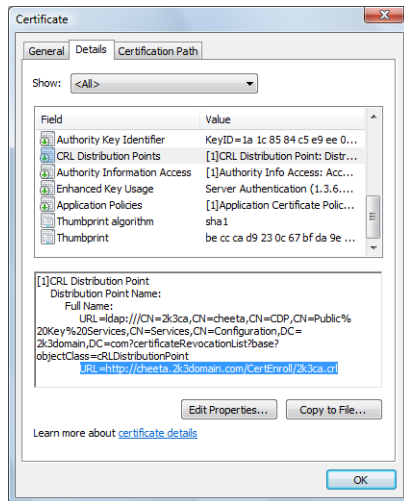 Certificate
General Details Certification Path
Show: <All>
Field Value
Authority Key Identifier KeyID=1a 1c 85 84 c5 e9 ee 0...
CRL Distribution Points [1]CRL Distribution Point: Distr...
Authority Information Access [1]Authority Info Access: Acc...
Enhanced Key Usage Server Authentication (1.3.6....
Application Policies [1]Application Certificate Polic...
Thumbprint algorithm sha1
Thumbprint be cc ca d9 23 0c 67 bf da 9e ...
[1]CRL Distribution Point
Distribution Point Name:
Full Name:
URL=ldap:///CN=2k3ca,CN=cheeta,CN=CDP,CN=Public%
20Key%20Services,CN=Services,CN=Configuration,DC=
2k3domain,DC=com?certificateRevocationList?base?
objectClass=cRLDistributionPoint
URL=http://cheeta.2k3domain.com/CertEnroll/2k3ca.crl
Edit Properties... Copy to File...
Learn more about certificate details
OK